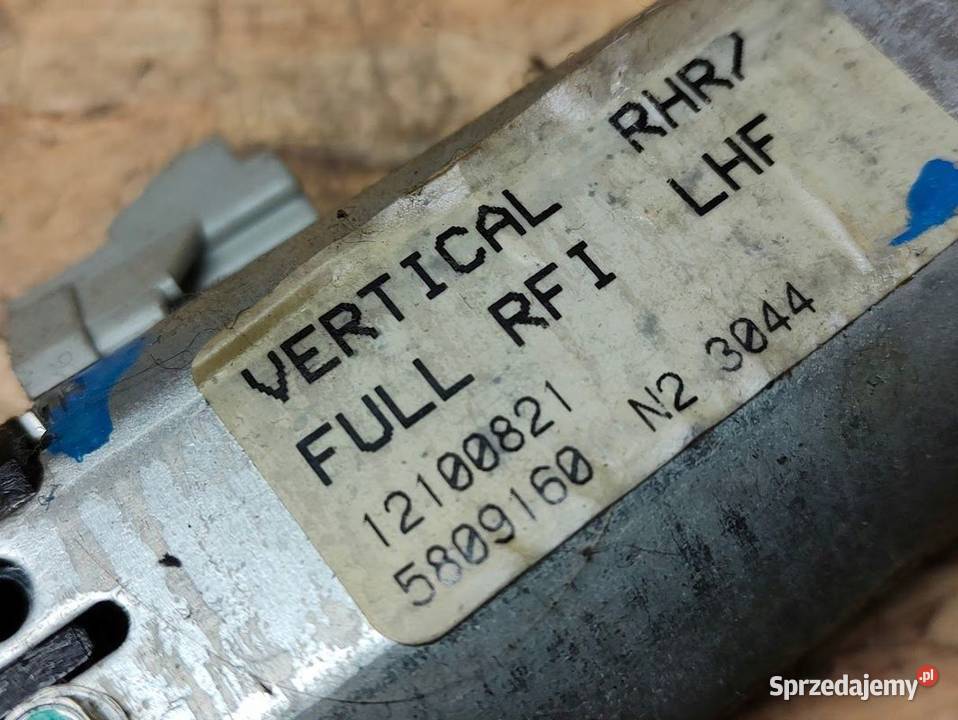 VERTICAL RHR/
FULL RFI LHF
12100821
5809160 N2 3044
Sprzedajemy.pl